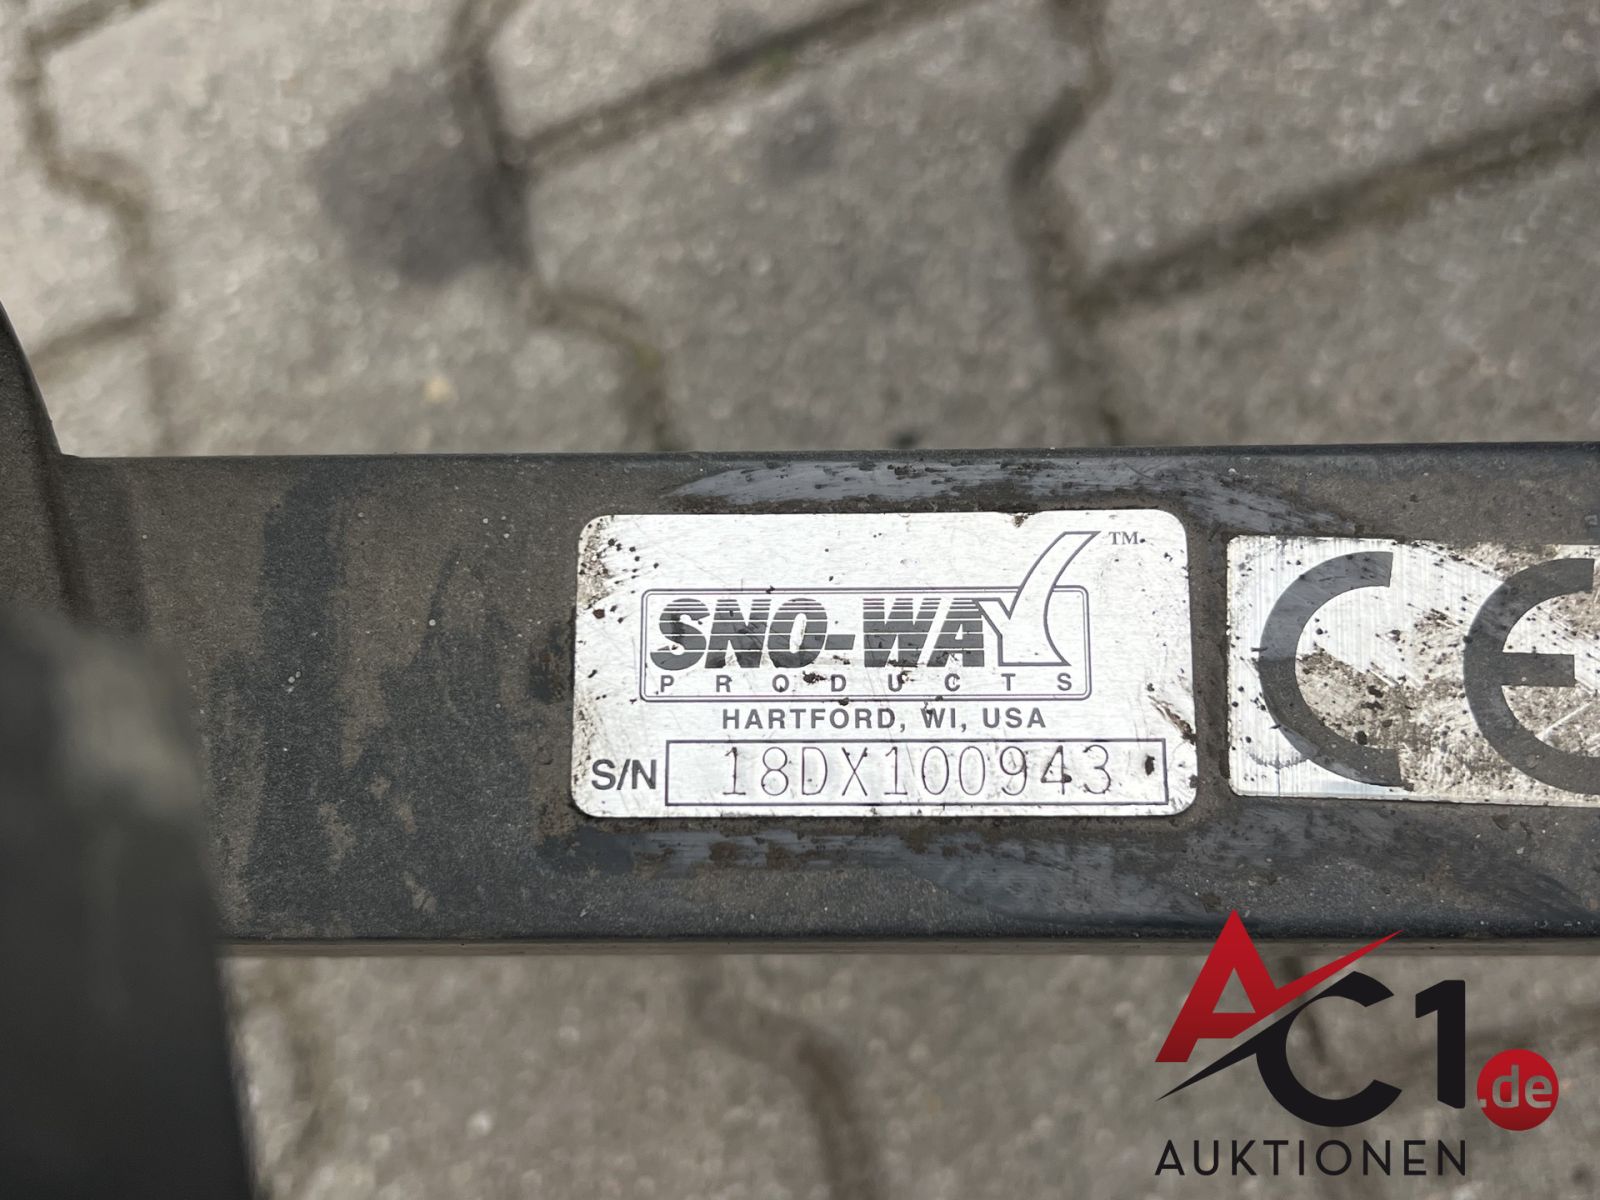 SNO-WAY ™
PRODUCTS
HARTFORD, WI, USA
S/N 18DX100943
CE
AC1.de
AUKTIONEN